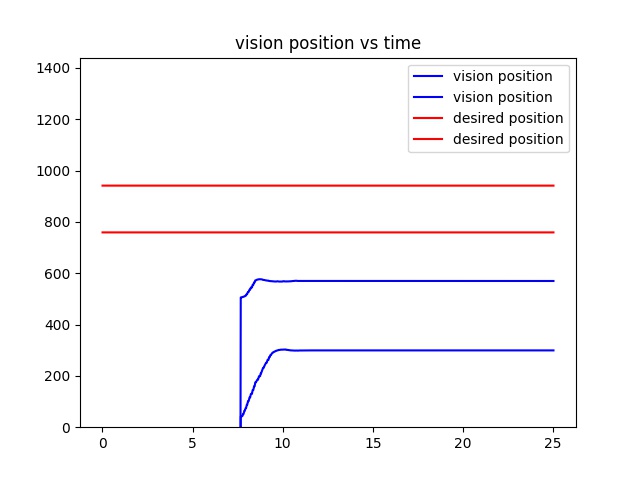 vision position vs time
1400
1200
1000
800
600
400
200
0
vision position
vision position
desired position
desired position
0 5 10 15 20 25